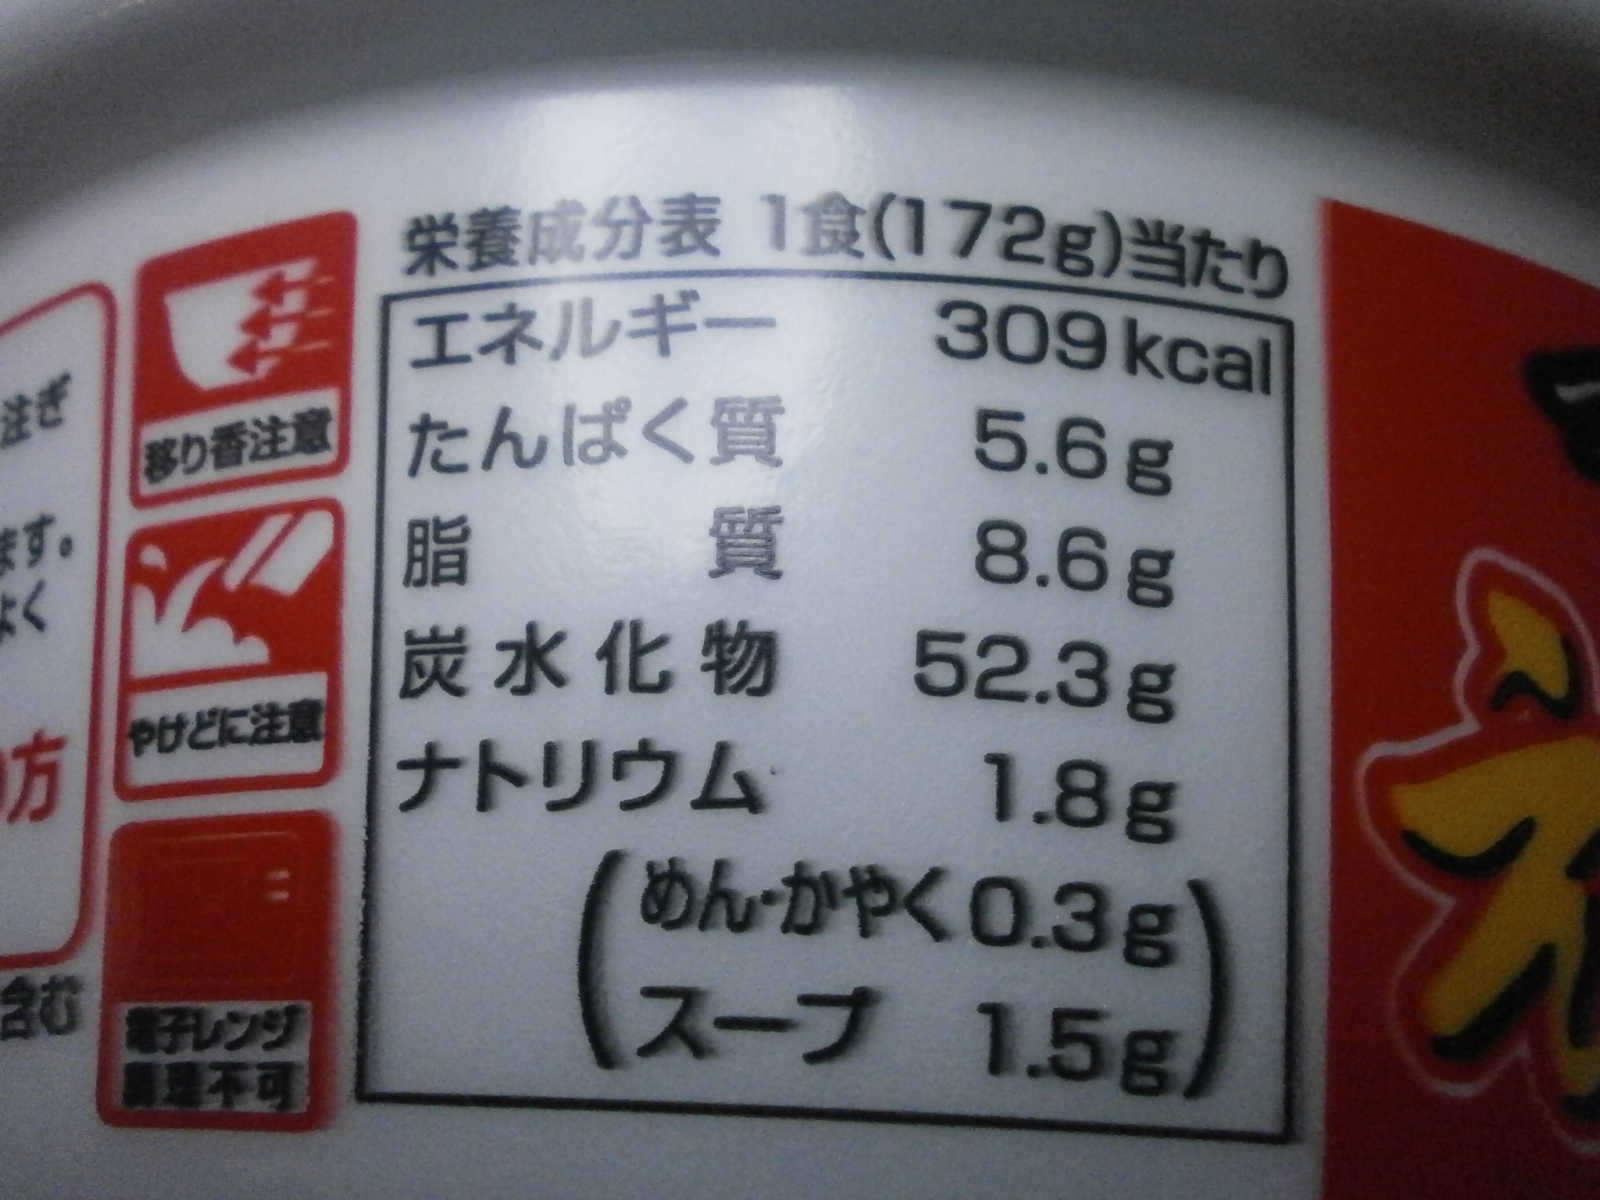 注ぎ
ます。
よく
方
含む
移り香注意
やけどに注意
電子レンジ
調理不可
栄養成分表 1食(172g)当たり
エネルギー 309kcal
たんぱく質 5.6g
脂質 8.6g
炭水化物 52.3g
ナトリウム 1.8g
(めん・かやく 0.3g
スープ 1.5g)